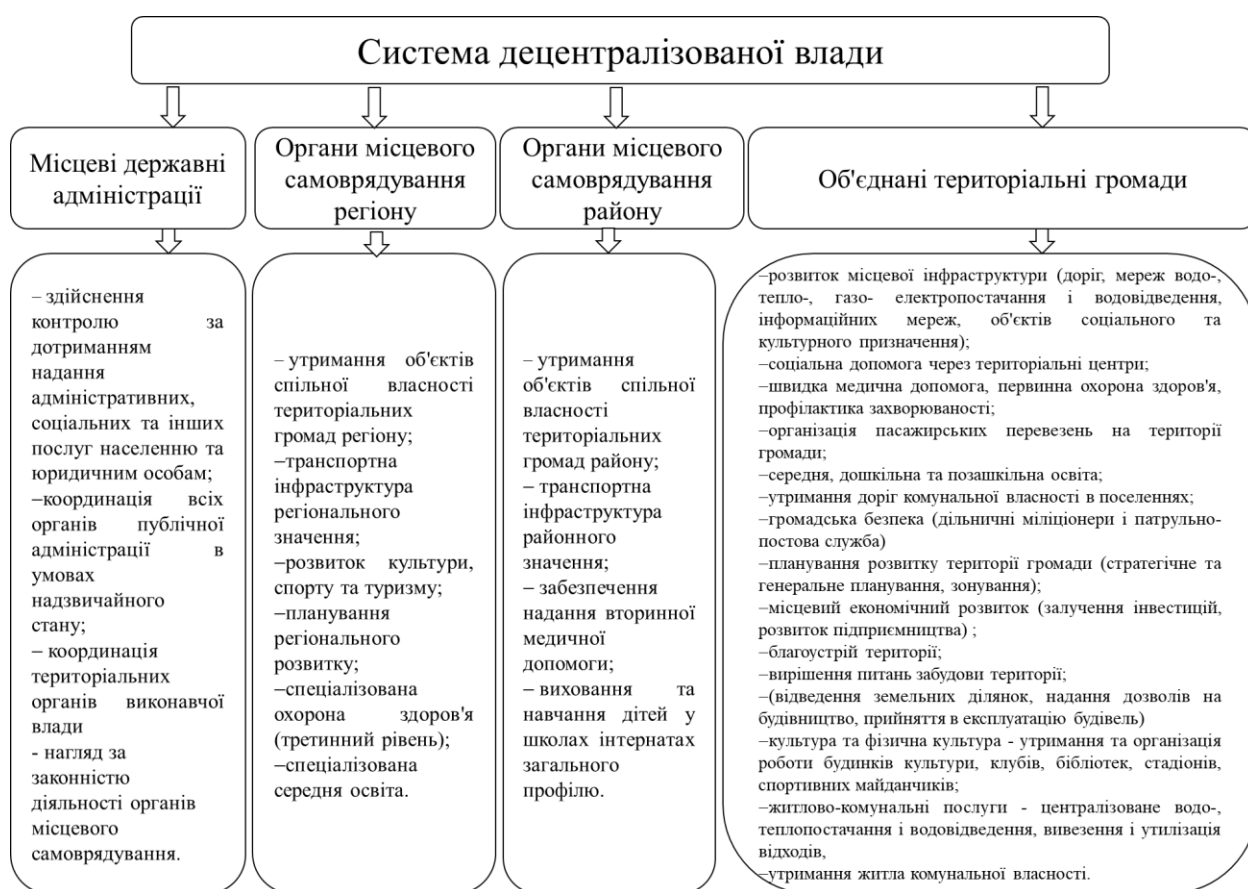 Система децентралізованої влади
Місцеві державні
адміністрації
Органи місцевого
самоврядування
регіону
Органи місцевого
самоврядування
району
Об'єднані територіальні громади
– здійснення
контролю за
дотриманням
надання
адміністративних,
соціальних та інших
послуг населенню та
юридичним особам;
–координація всіх
органів публічної
адміністрації в
умовах
надзвичайного
стану;
– координація
територіальних
органів виконавчої
влади
- нагляд за
законністю
діяльності органів
місцевого
самоврядування.
– утримання об'єктів
спільної власності
територіальних
громад регіону;
–транспортна
інфраструктура
регіонального
значення;
–розвиток культури,
спорту та туризму;
–планування
регіонального
розвитку;
–спеціалізована
охорона здоров'я
(третинний рівень);
–спеціалізована
середня освіта.
– утримання
об'єктів спільної
власності
територіальних
громад району;
– транспортна
інфраструктура
районного
значення;
– забезпечення
надання вторинної
медичної
допомоги;
– виховання та
навчання дітей у
школах інтернатах
загального
профілю.
–розвиток місцевої інфраструктури (доріг, мереж водо-,
тепло-, газо- електропостачання і водовідведення,
інформаційних мереж, об'єктів соціального та
культурного призначення);
–соціальна допомога через територіальні центри;
–швидка медична допомога, первинна охорона здоров'я,
профілактика захворюваності;
–організація пасажирських перевезень на території
громади;
–середня, дошкільна та позашкільна освіта;
–утримання доріг комунальної власності в поселеннях;
–громадська безпека (дільничні міліціонери і патрульно-
постова служба)
–планування розвитку території громади (стратегічне та
генеральне планування, зонування);
–місцевий економічний розвиток (залучення інвестицій,
розвиток підприємництва) ;
–благоустрій території;
–вирішення питань забудови території;
–(відведення земельних ділянок, надання дозволів на
будівництво, прийняття в експлуатацію будівель)
–культура та фізична культура - утримання та організація
роботи будинків культури, клубів, бібліотек, стадіонів,
спортивних майданчиків;
–житлово-комунальні послуги - централізоване водо-,
теплопостачання і водовідведення, вивезення і утилізація
відходів,
–утримання житла комунальної власності.